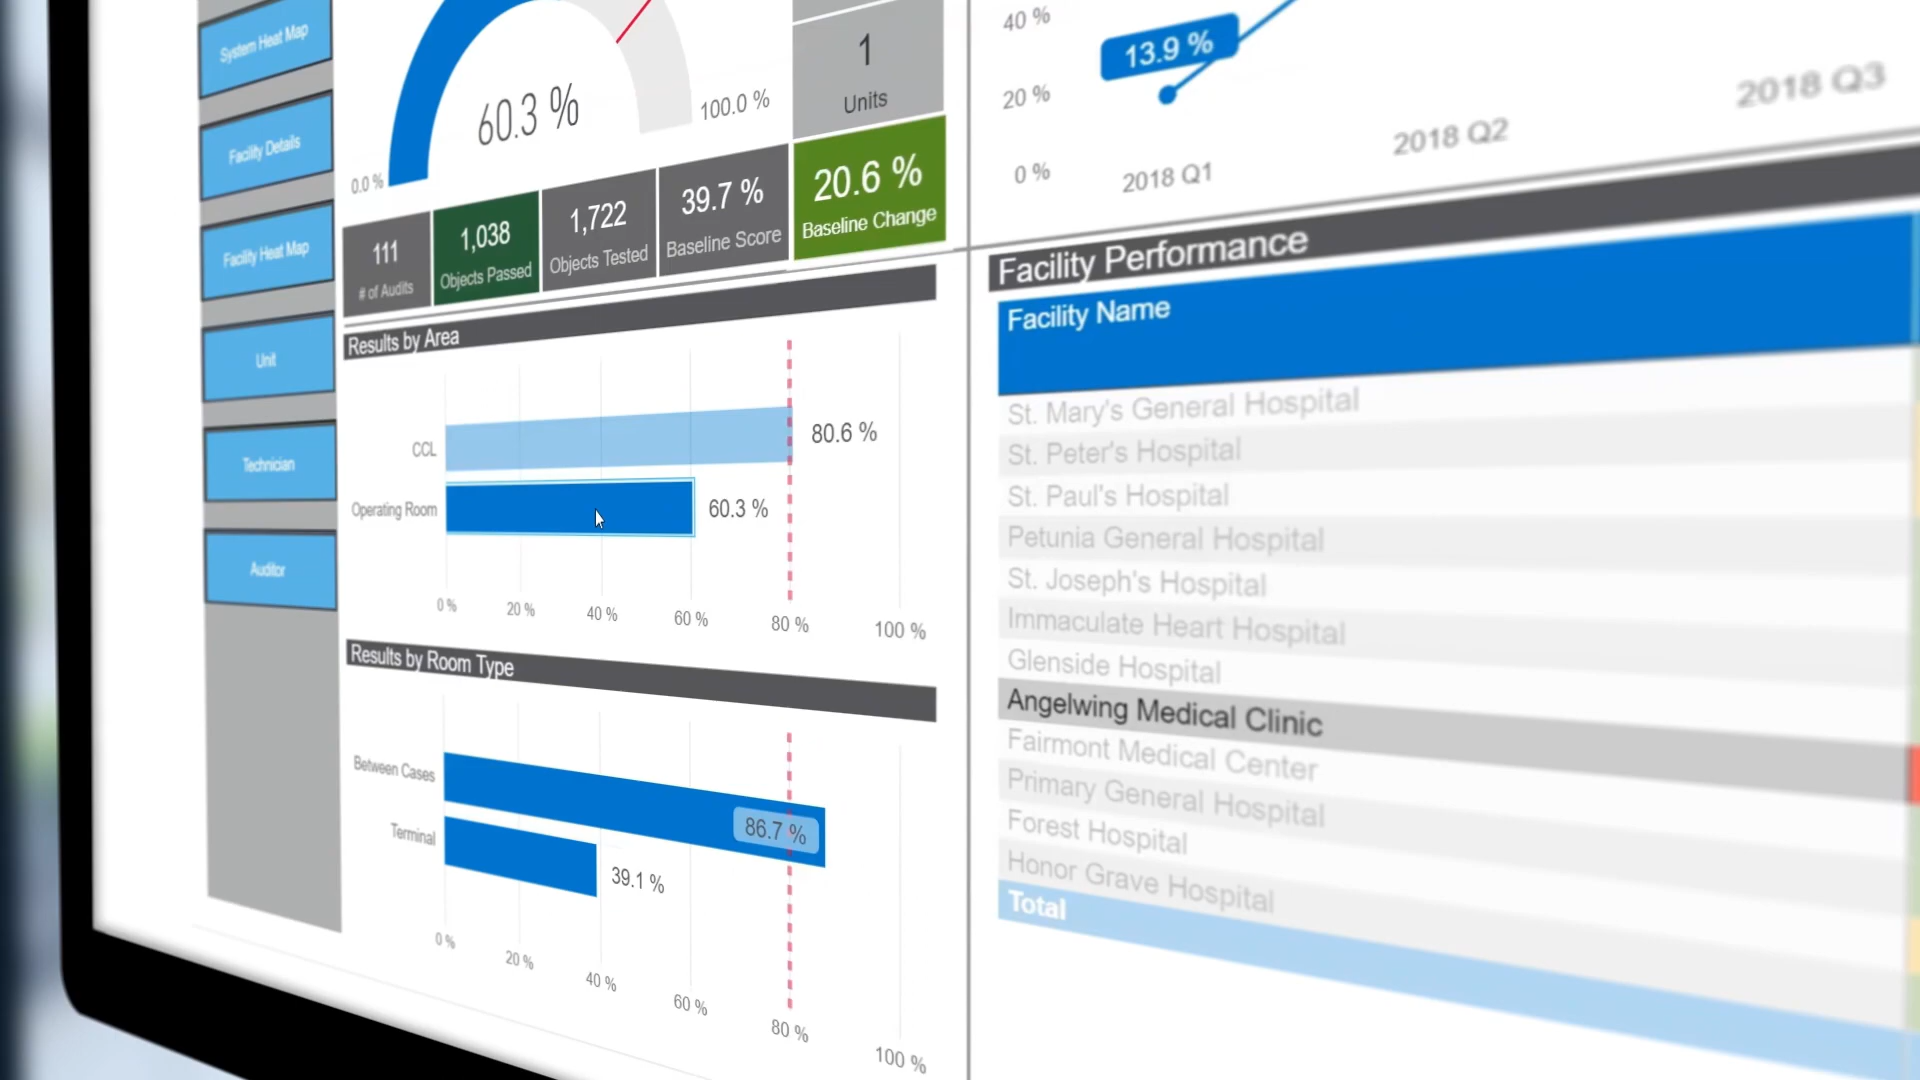 System Heat Map
Facility Details
Facility Heat Map
Unit
Technician
Auditor
60.3 %
0.0 %
100.0 %
1
Units
111
# of Audits
1,038
Objects Passed
1,722
Objects Tested
39.7 %
Baseline Score
20.6 %
Baseline Change
Results by Area
CCL
80.6 %
Operating Room
60.3 %
0 %
20 %
40 %
60 %
80 %
100 %
Results by Room Type
Between Cases
86.7 %
Terminal
39.1 %
0 %
20 %
40 %
60 %
80 %
100 %
40 %
20 %
0 %
13.9 %
2018 Q1
2018 Q2
2018 Q3
Facility Performance
Facility Name
St. Mary's General Hospital
St. Peter's Hospital
St. Paul's Hospital
Petunia General Hospital
St. Joseph's Hospital
Immaculate Heart Hospital
Glenside Hospital
Angelwing Medical Clinic
Fairmont Medical Center
Primary General Hospital
Forest Hospital
Honor Grave Hospital
Total